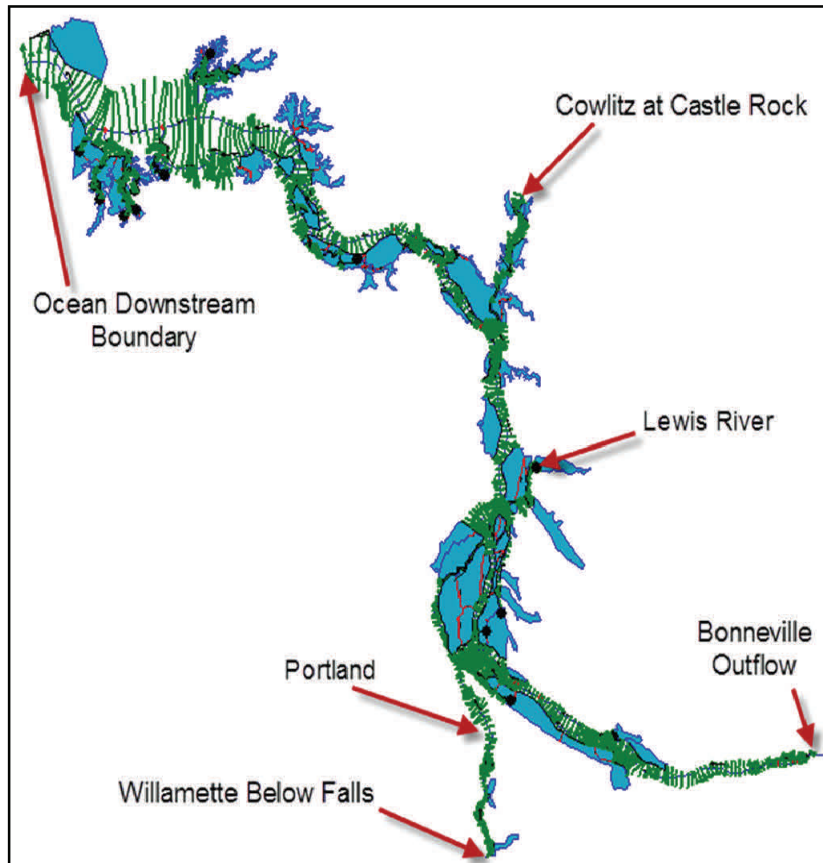 Cowlitz at Castle Rock
Ocean Downstream
Boundary
Lewis River
Bonneville
Outflow
Portland
Willamette Below Falls